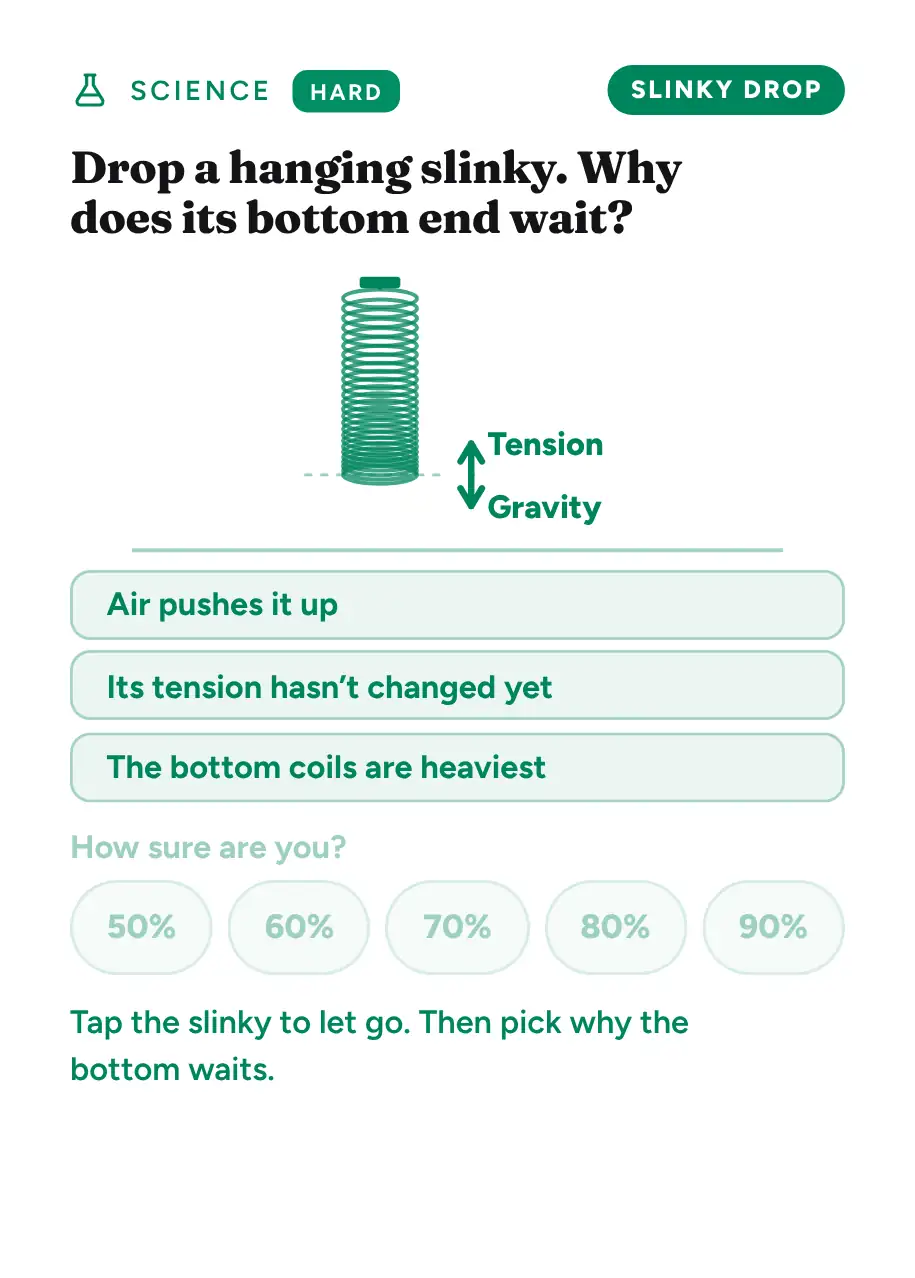 SCIENCE HARD SLINKY DROP
Drop a hanging slinky. Why
does its bottom end wait?
Tension
Gravity
Air pushes it up
Its tension hasn’t changed yet
The bottom coils are heaviest
How sure are you?
50% 60% 70% 80% 90%
Tap the slinky to let go. Then pick why the
bottom waits.